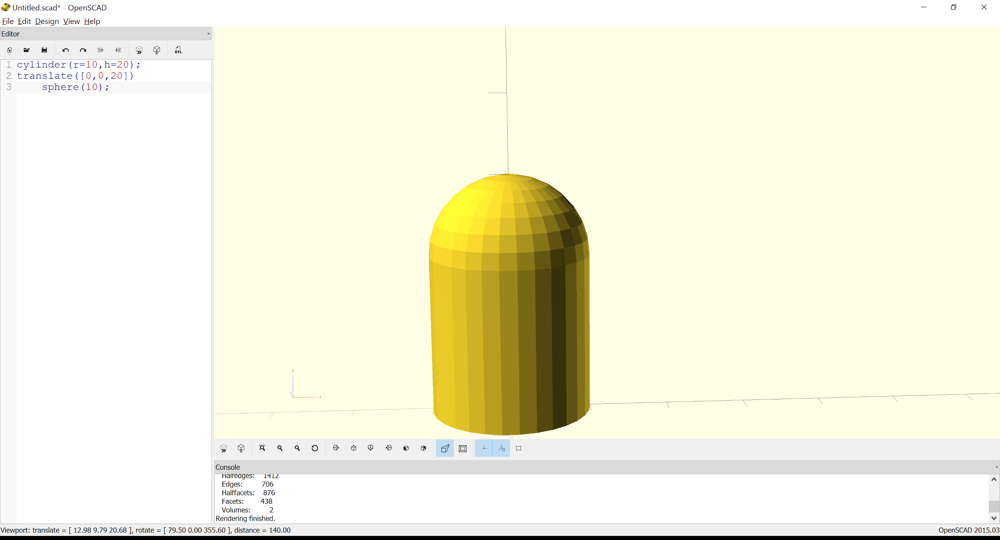 Untitled.scad* - OpenSCAD
File Edit Design View Help
Editor
STL
1 cylinder(r=10,h=20);
2 translate([0,0,20])
3     sphere(10);
z
y
x
10
Console
Halfedges: 1412
Edges: 706
Halffacets: 876
Facets: 438
Volumes: 2
Rendering finished.
Viewport: translate = [ 12.98 9.79 20.68 ], rotate = [ 79.50 0.00 355.60 ], distance = 140.00
OpenSCAD 2015.03